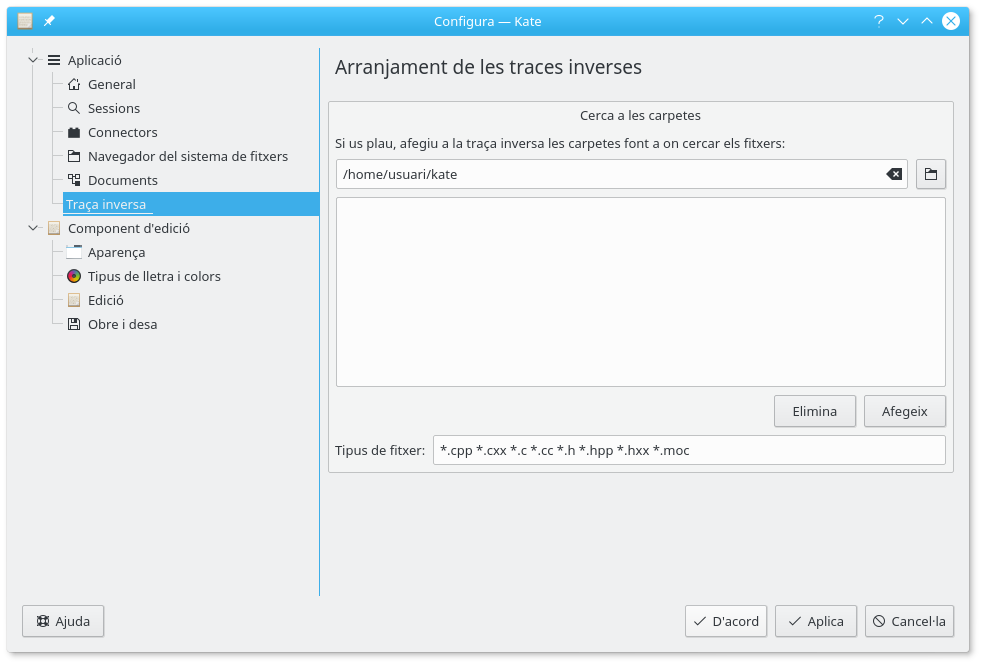 Configura — Kate
Aplicació
General
Sessions
Connectors
Navegador del sistema de fitxers
Documents
Traça inversa
Component d'edició
Aparença
Tipus de lletra i colors
Edició
Obre i desa
Arranjament de les traces inverses
Cerca a les carpetes
Si us plau, afegiu a la traça inversa les carpetes font a on cercar els fitxers:
/home/usuari/kate
Elimina
Afegeix
Tipus de fitxer: *.cpp *.cxx *.c *.cc *.h *.hpp *.hxx *.moc
Ajuda
D'acord
Aplica
Cancel·la